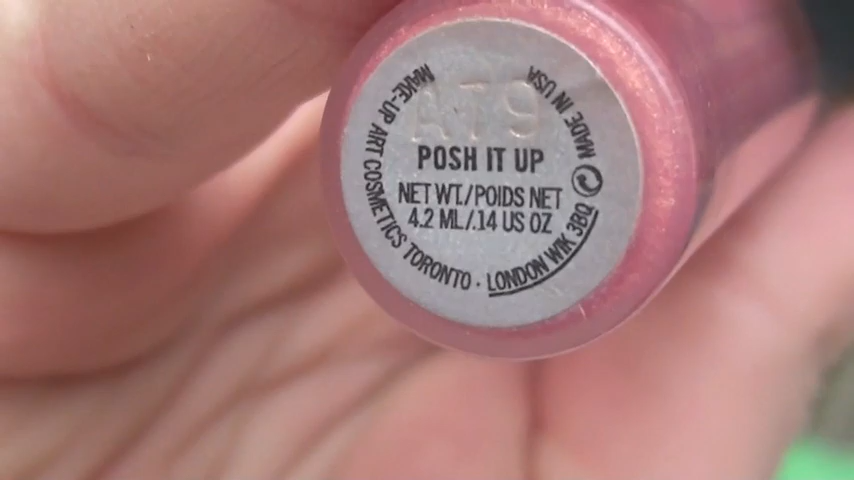 AT9
POSH IT UP
NET WT./POIDS NET
4.2 ML/.14 US OZ
MAKE-UP ART COSMETICS TORONTO · LONDON W1K 3BQ
MADE IN USA